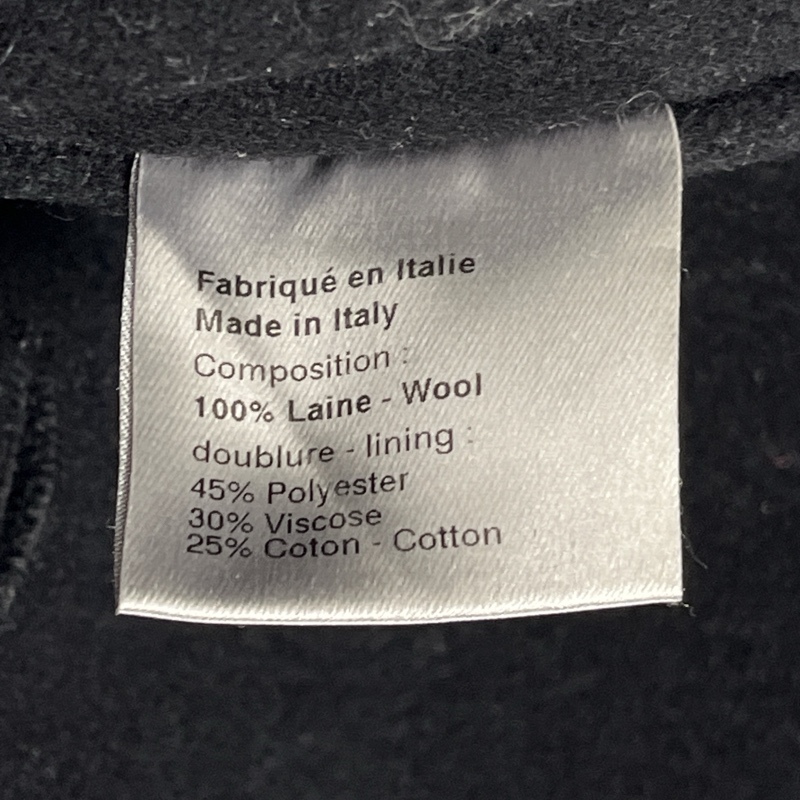 Fabriqué en Italie
Made in Italy
Composition :
100% Laine - Wool
doublure - lining :
45% Polyester
30% Viscose
25% Coton - Cotton